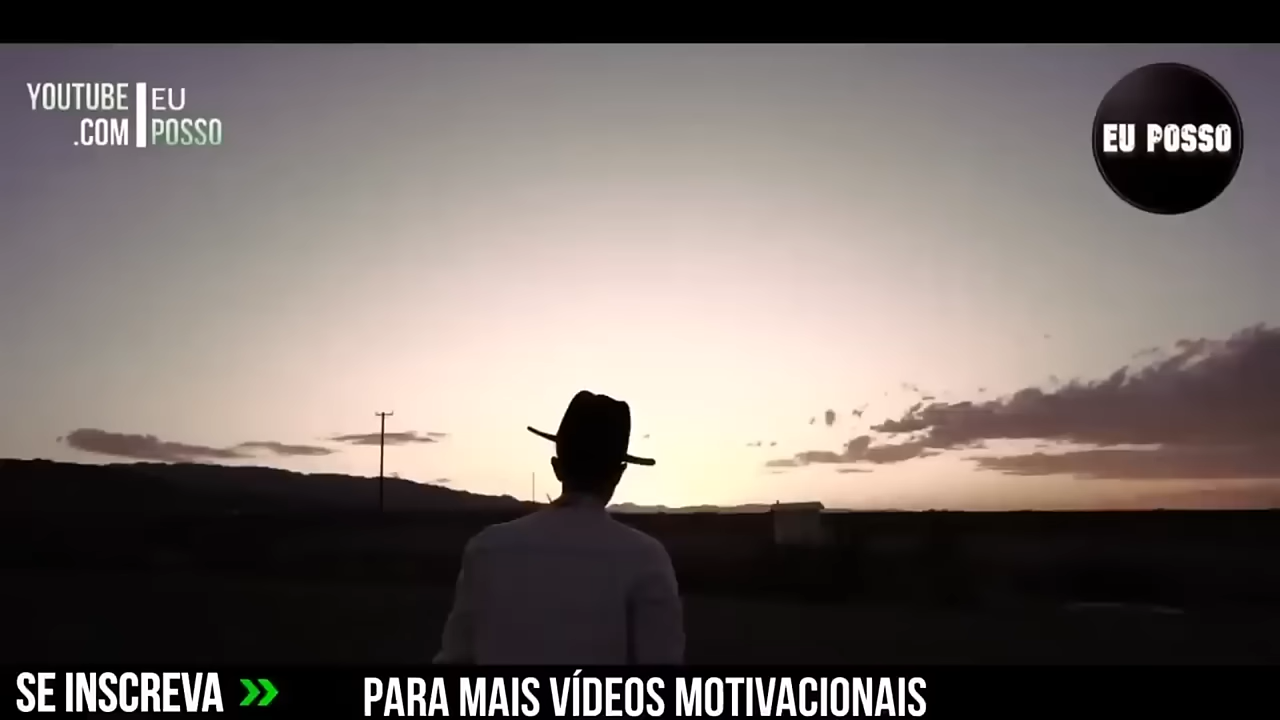 YOUTUBE EU
.COM POSSO
EU POSSO
SE INSCREVA
PARA MAIS VÍDEOS MOTIVACIONAIS